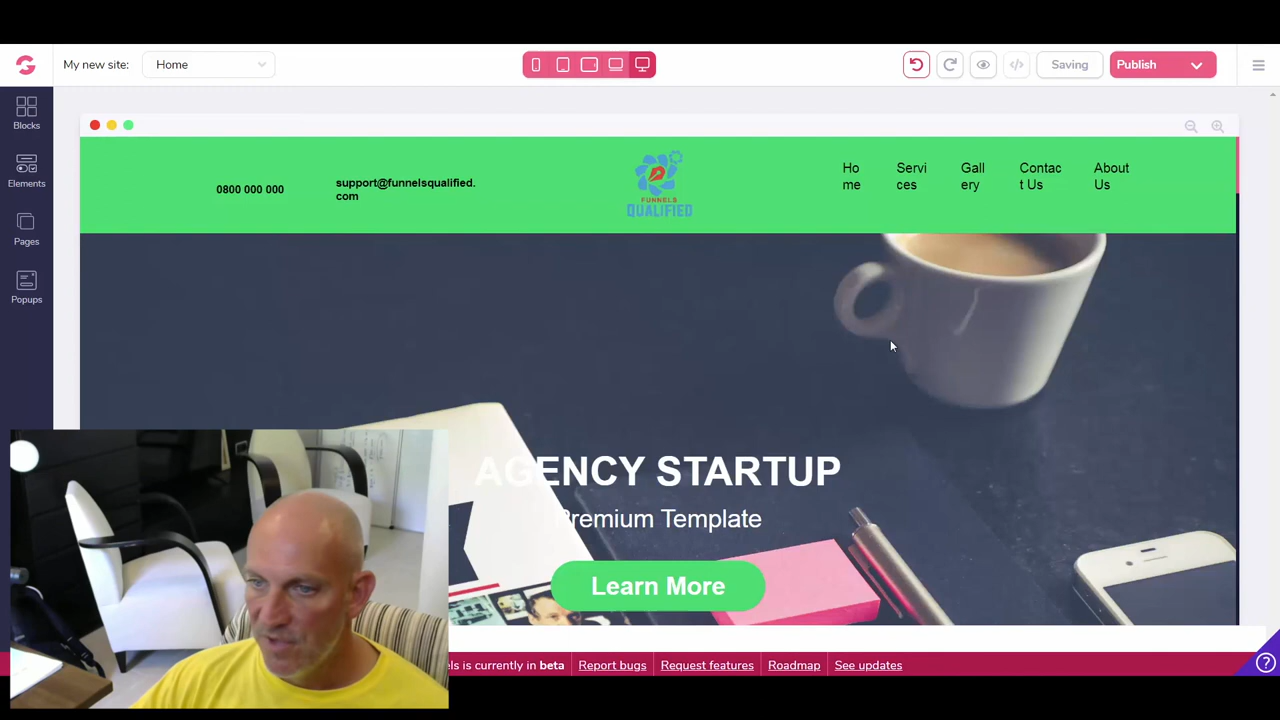 My new site:
Home
Saving
Publish
Blocks
Elements
Pages
Popups
0800 000 000
support@funnelsqualified.
com
FUNNELS
QUALIFIED
Ho
me
Servi
ces
Gall
ery
Contac
t Us
About
Us
AGENCY STARTUP
Premium Template
Learn More
els is currently in beta
Report bugs
Request features
Roadmap
See updates